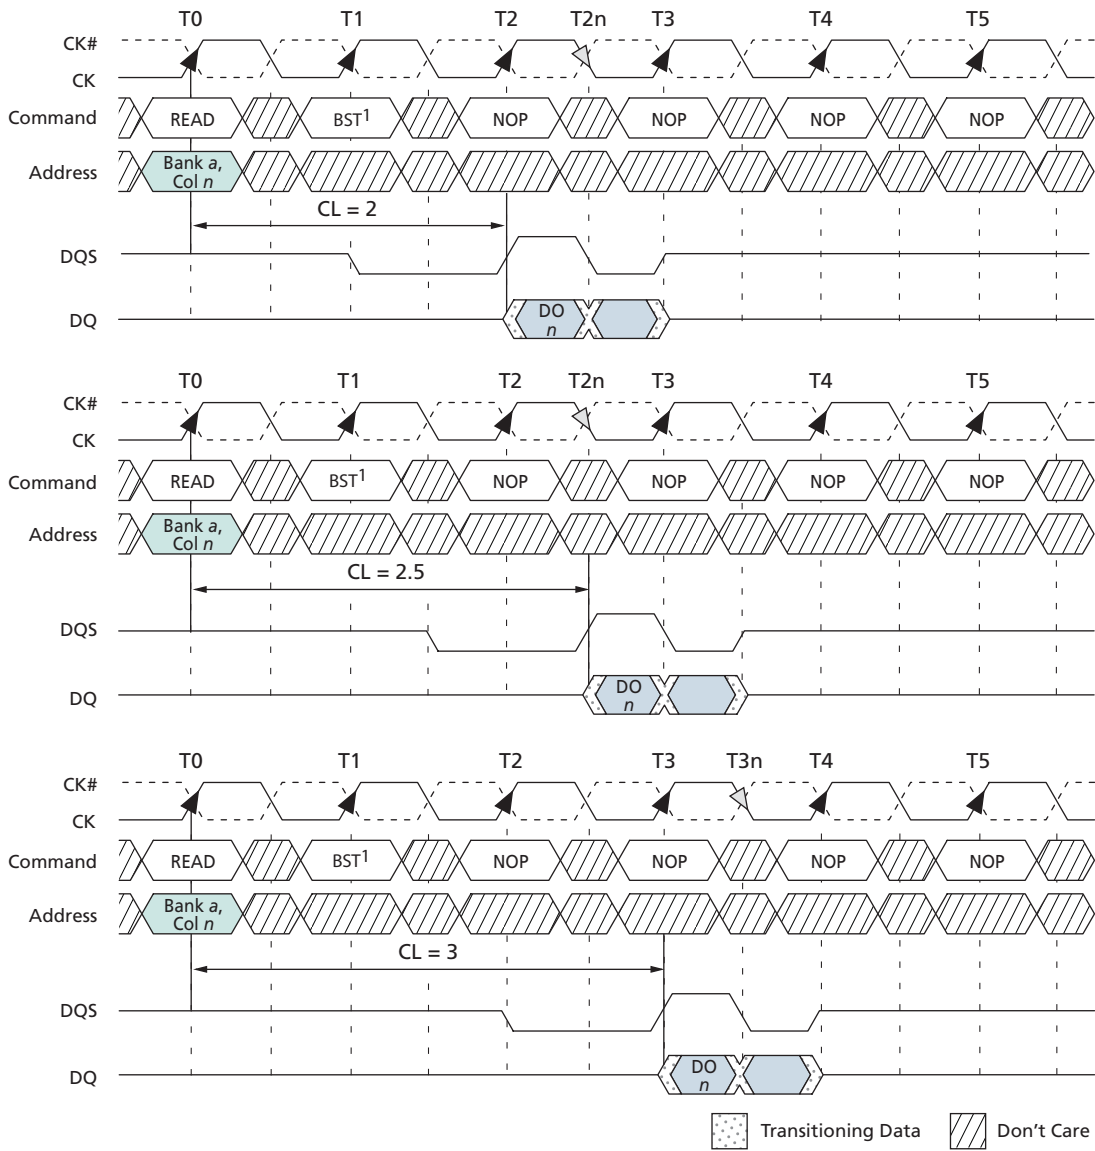 T0 T1 T2 T2n T3 T4 T5
CK#
CK
Command READ BST1 NOP NOP NOP NOP
Address Bank a,
Col n
CL = 2
DQS
DQ DO
n
T0 T1 T2 T2n T3 T4 T5
CK#
CK
Command READ BST1 NOP NOP NOP NOP
Address Bank a,
Col n
CL = 2.5
DQS
DQ DO
n
T0 T1 T2 T3 T3n T4 T5
CK#
CK
Command READ BST1 NOP NOP NOP NOP
Address Bank a,
Col n
CL = 3
DQS
DQ DO
n
Transitioning Data Don't Care